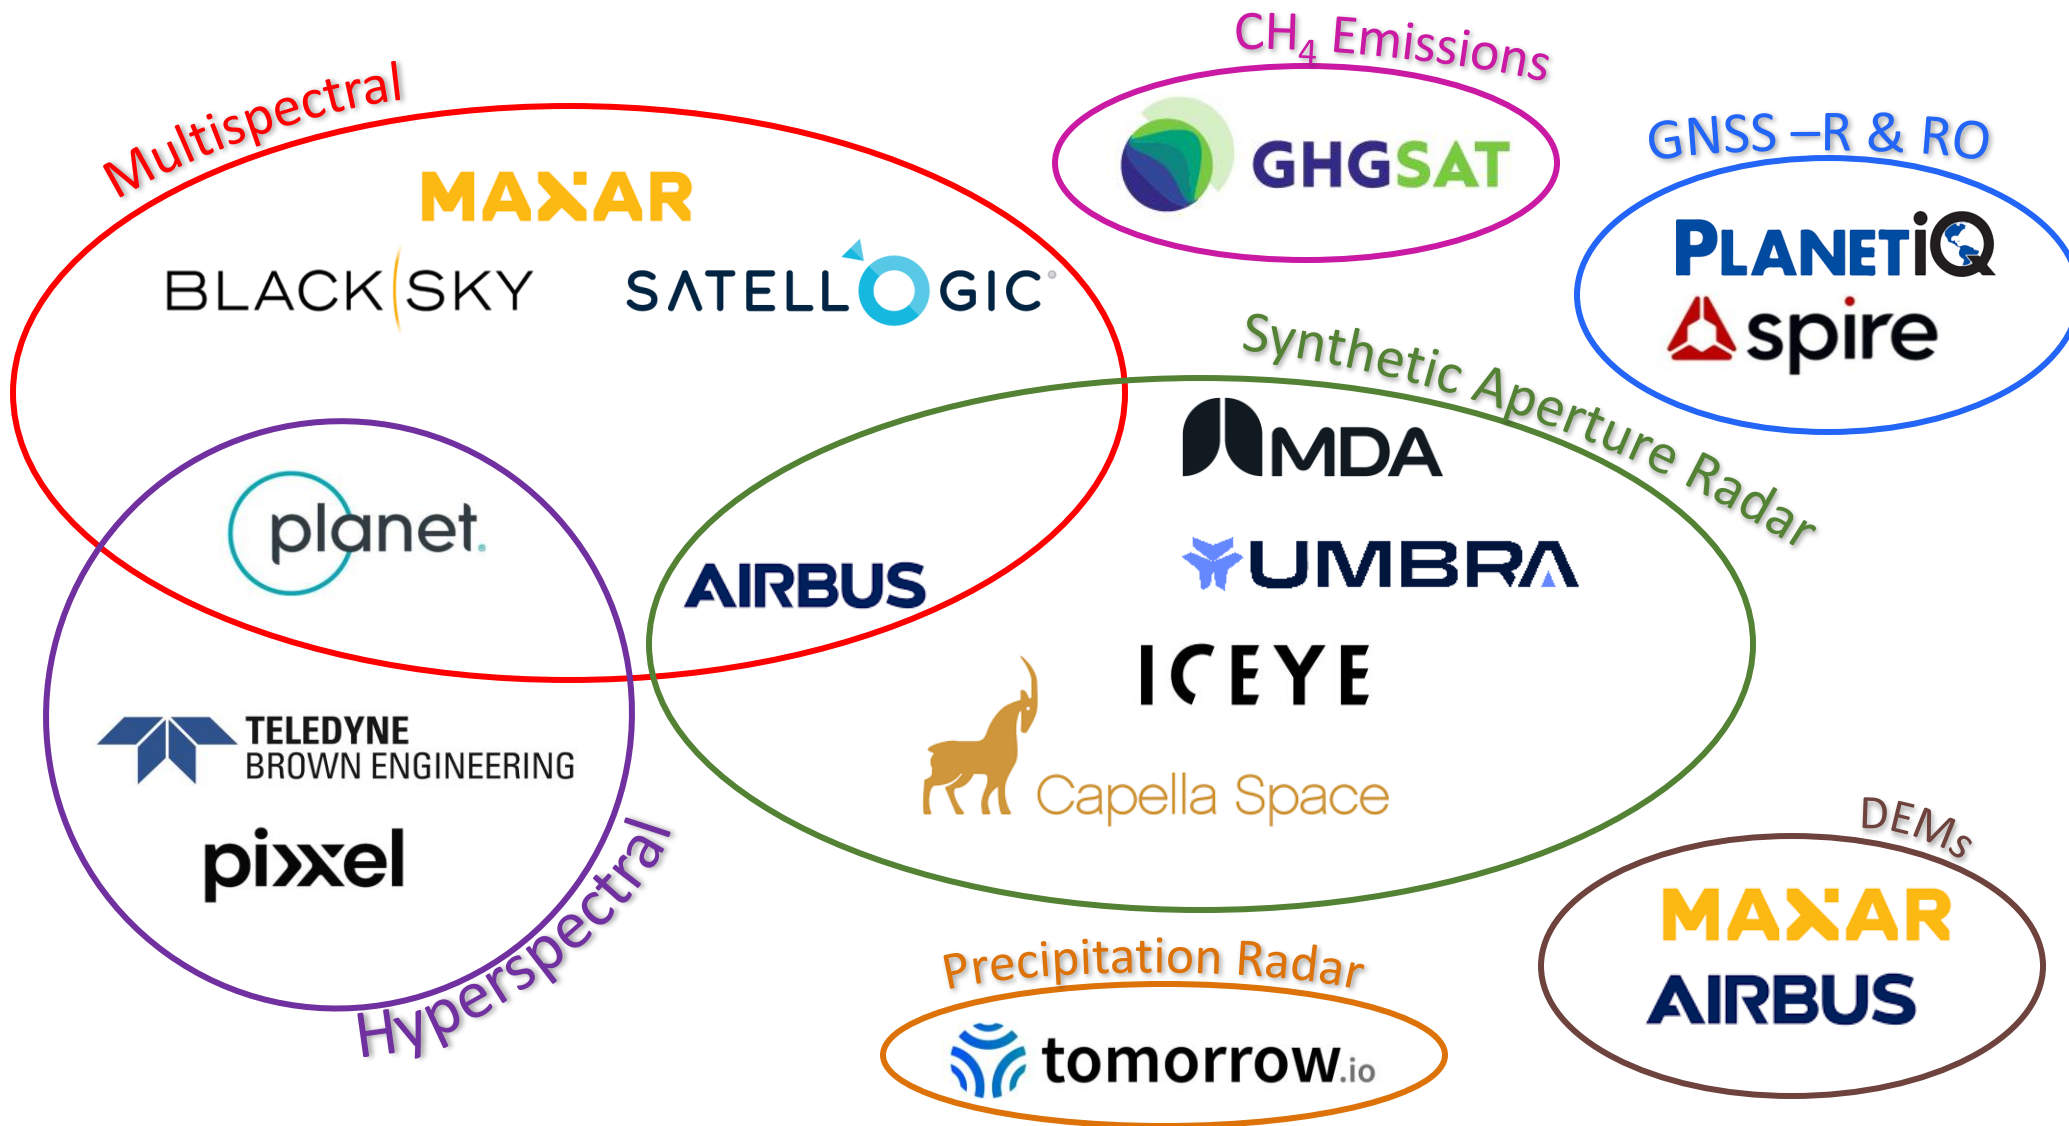 CH₄ Emissions
GHGSAT
Multispectral
MAXAR
BLACKSKY
SATELLOGIC
GNSS –R & RO
PLANETiQ
spire
Synthetic Aperture Radar
MDA
UMBRA
ICEYE
Capella Space
AIRBUS
planet.
TELEDYNE
BROWN ENGINEERING
pixxel
Hyperspectral
Precipitation Radar
tomorrow.io
DEMs
MAXAR
AIRBUS